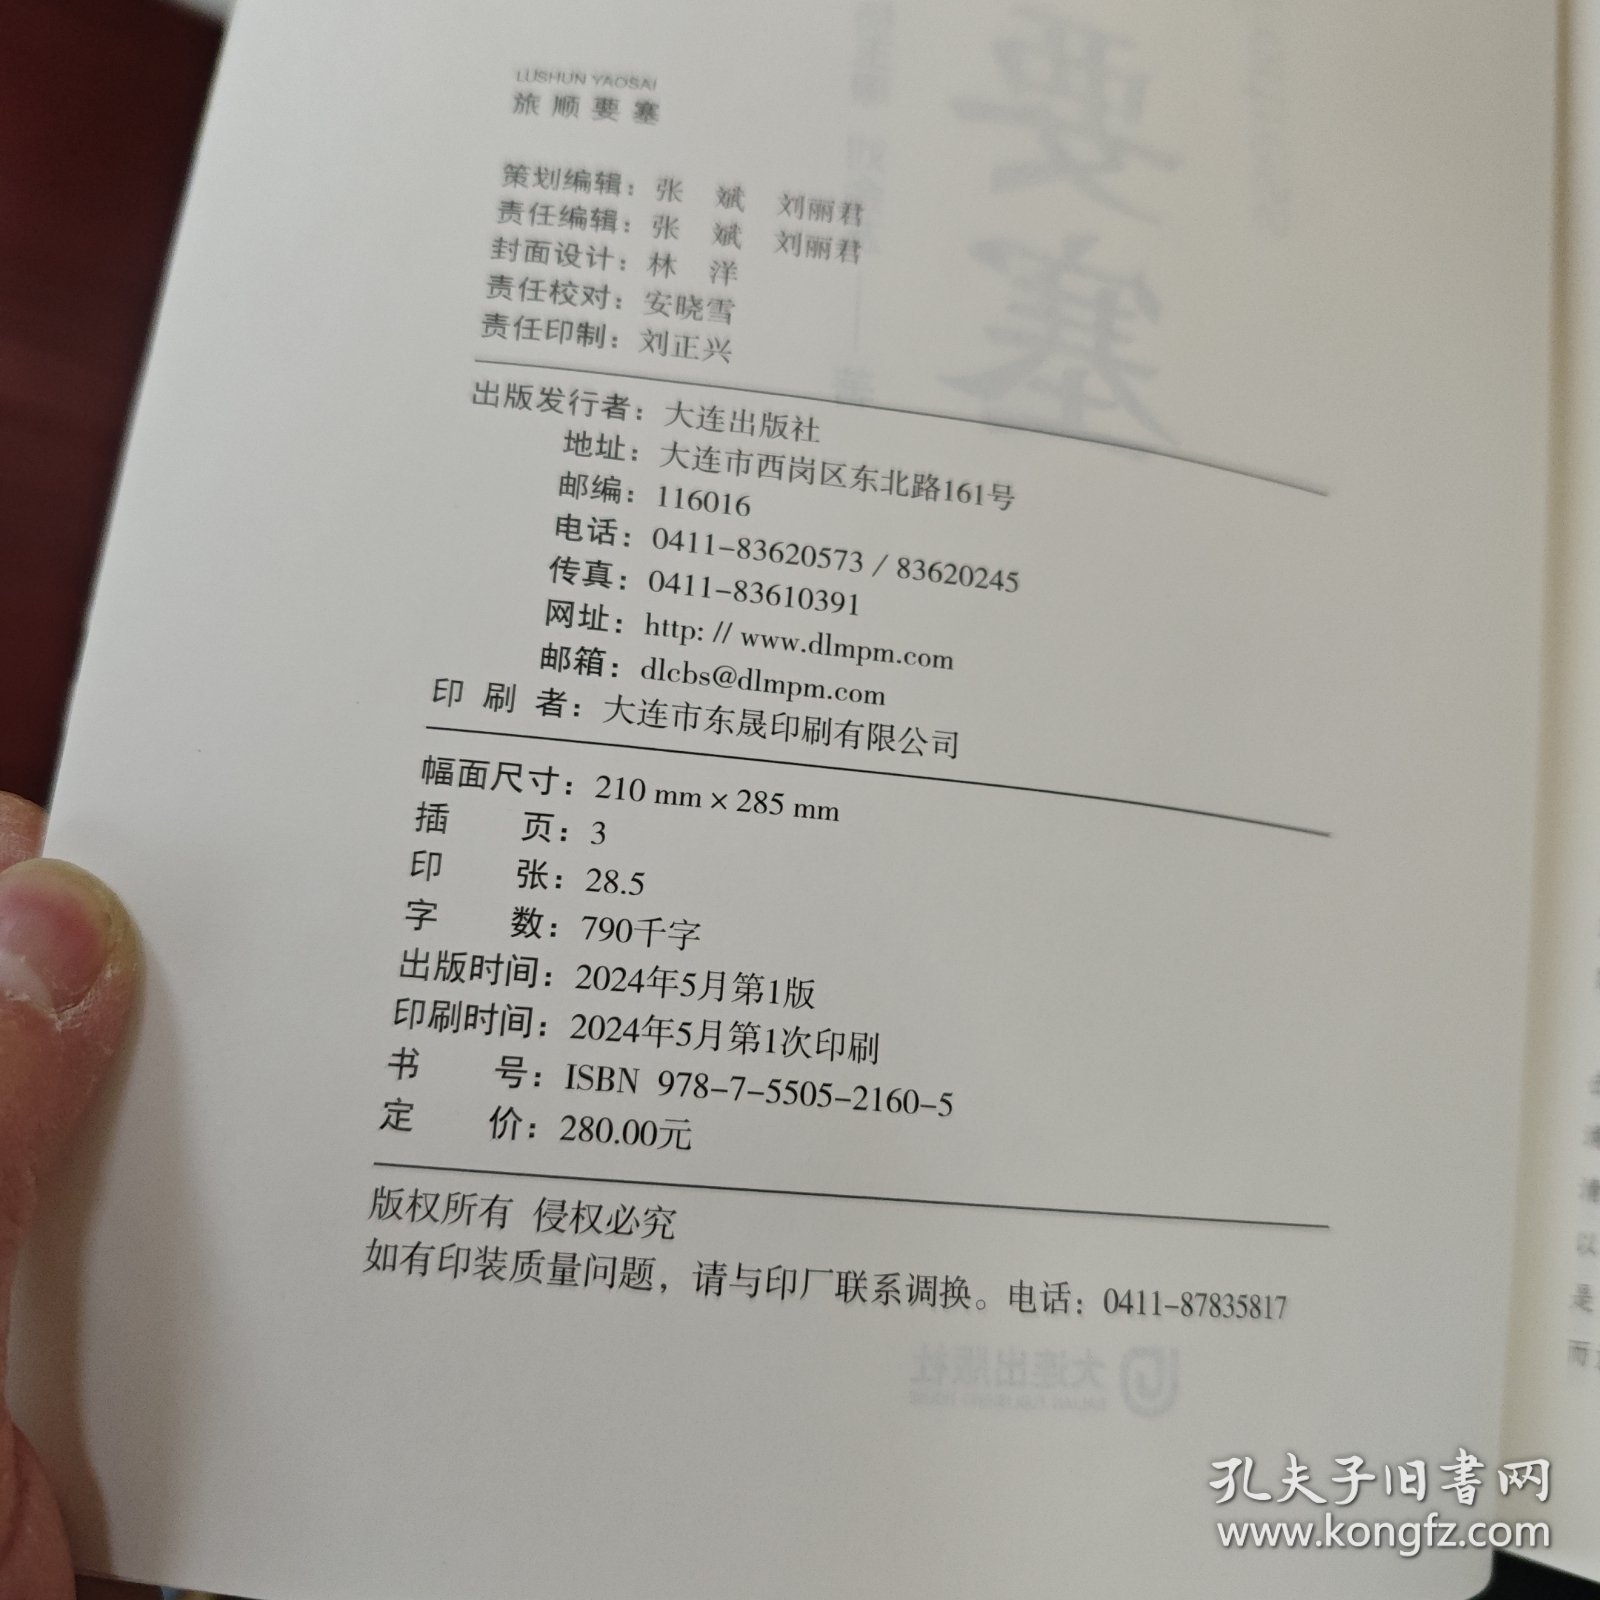 LUSHUN YAOSAI
旅顺要塞
策划编辑：张　斌　刘丽君
责任编辑：张　斌　刘丽君
封面设计：林　洋
责任校对：安晓雪
责任印制：刘正兴
出版发行者：大连出版社
地址：大连市西岗区东北路161号
邮编：116016
电话：0411-83620573 / 83620245
传真：0411-83610391
网址：http: // www.dlmpm.com
邮箱：dlcbs@dlmpm.com
印 刷 者：大连市东晟印刷有限公司
幅面尺寸：210 mm × 285 mm
插　　页：3
印　　张：28.5
字　　数：790千字
出版时间：2024年5月第1版
印刷时间：2024年5月第1次印刷
书　　号：ISBN 978-7-5505-2160-5
定　　价：280.00元
版权所有 侵权必究
如有印装质量问题，请与印厂联系调换。电话：0411-87835817
要塞
大连出版社
以
是
而
孔夫子旧书网
www.kongfz.com